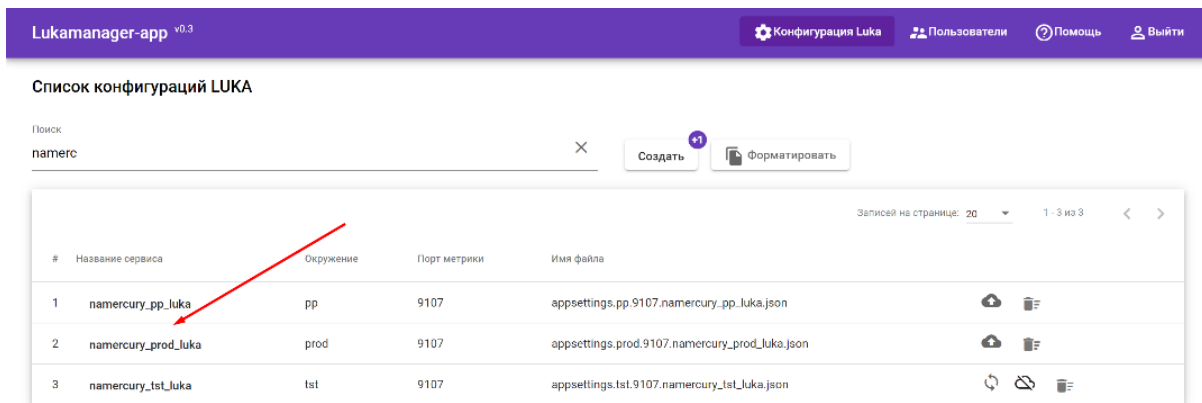 Lukamanager-app v0.3 Конфигурация Luka Пользователи Помощь Выйти
Список конфигураций LUKA
Поиск
namerc Создать +1 Форматировать
Записей на странице: 20 1 - 3 из 3
# Название сервиса Окружение Порт метрики Имя файла
1 namercury_pp_luka pp 9107 appsettings.pp.9107.namercury_pp_luka.json
2 namercury_prod_luka prod 9107 appsettings.prod.9107.namercury_prod_luka.json
3 namercury_tst_luka tst 9107 appsettings.tst.9107.namercury_tst_luka.json